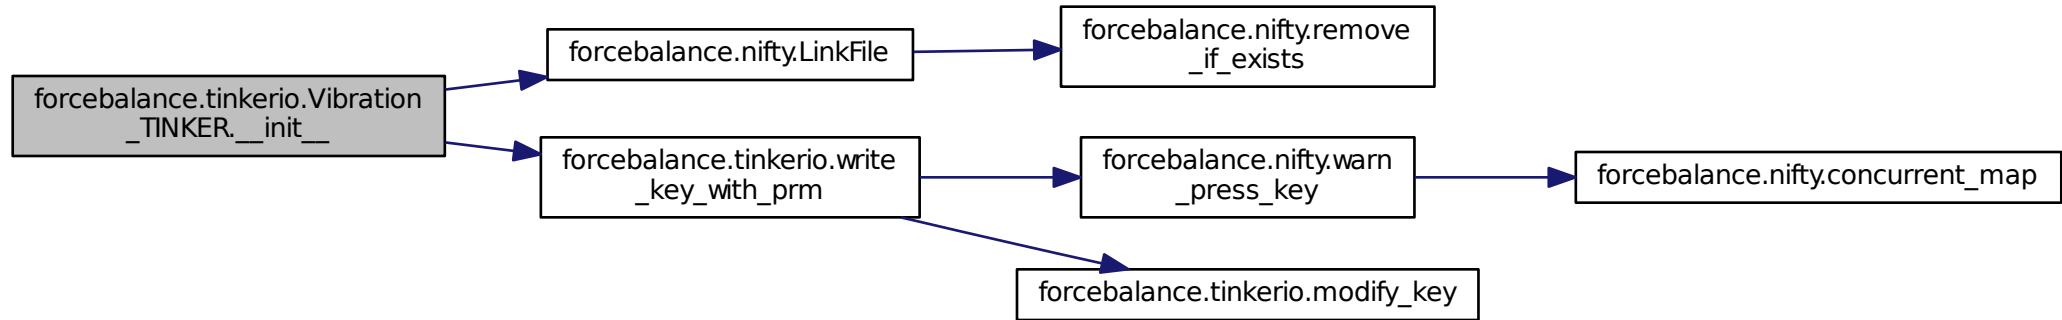 forcebalance.tinkerio.Vibration
_TINKER.__init__
forcebalance.nifty.LinkFile
forcebalance.nifty.remove
_if_exists
forcebalance.tinkerio.write
_key_with_prm
forcebalance.nifty.warn
_press_key
forcebalance.nifty.concurrent_map
forcebalance.tinkerio.modify_key